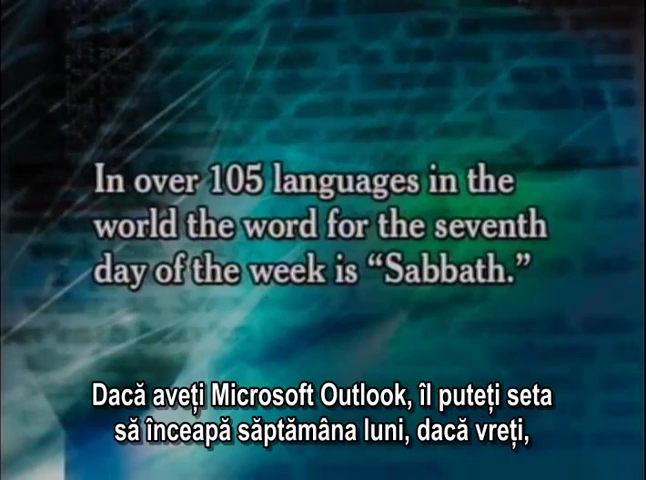 In over 105 languages in the
world the word for the seventh
day of the week is “Sabbath.”
Dacă aveți Microsoft Outlook, îl puteți seta
să înceapă săptămâna luni, dacă vreți,